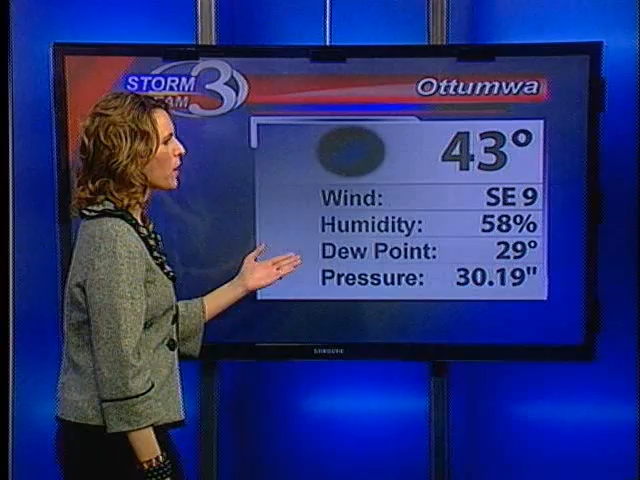 STORM
TEAM
3
Ottumwa
43°
Wind: SE 9
Humidity: 58%
Dew Point: 29°
Pressure: 30.19"
SAMSUNG